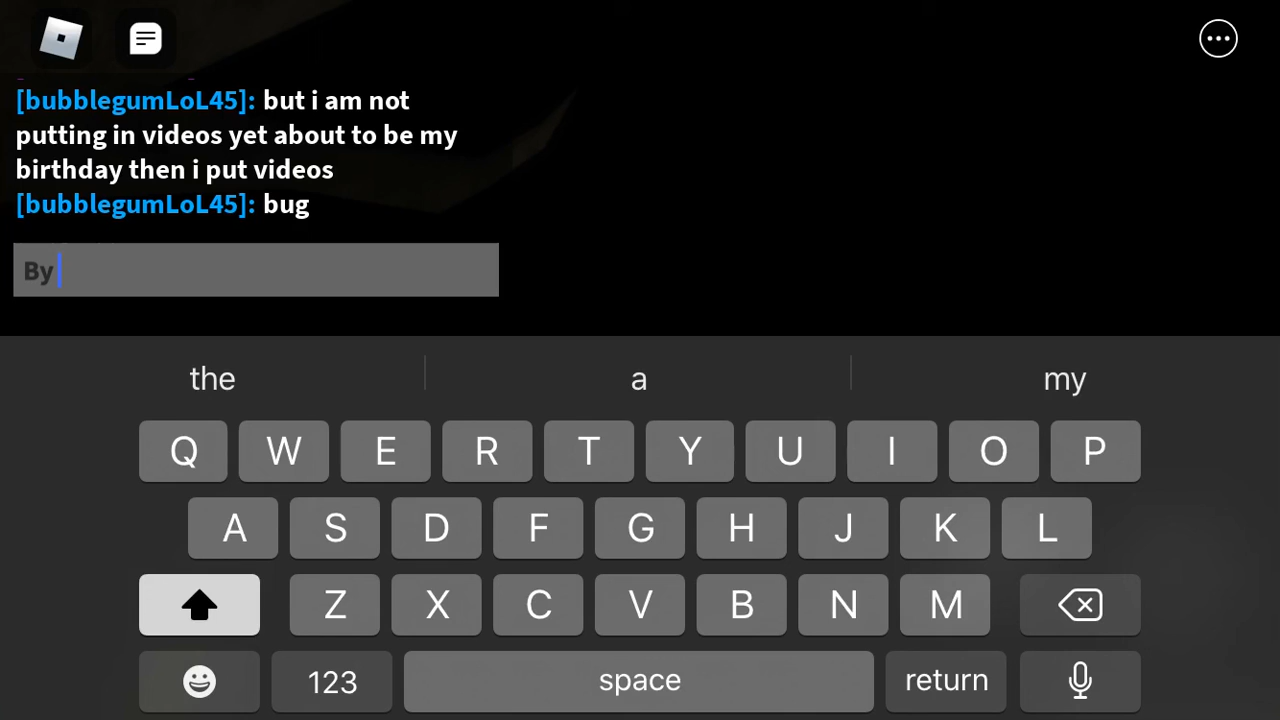 [bubblegumLoL45]: but i am not
putting in videos yet about to be my
birthday then i put videos
[bubblegumLoL45]: bug
By
the a my
Q W E R T Y U I O P
A S D F G H J K L
Z X C V B N M
123 space return